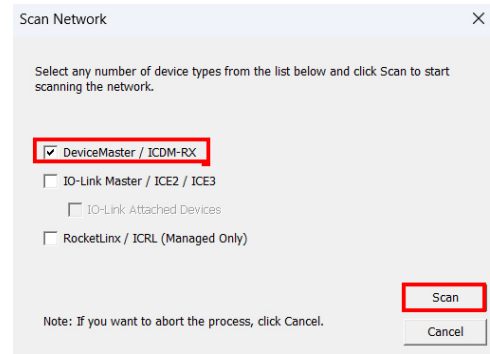 Scan Network
Select any number of device types from the list below and click Scan to start
scanning the network.
DeviceMaster / ICDM-RX
IO-Link Master / ICE2 / ICE3
IO-Link Attached Devices
RocketLinx / ICRL (Managed Only)
Scan
Note: If you want to abort the process, click Cancel.
Cancel